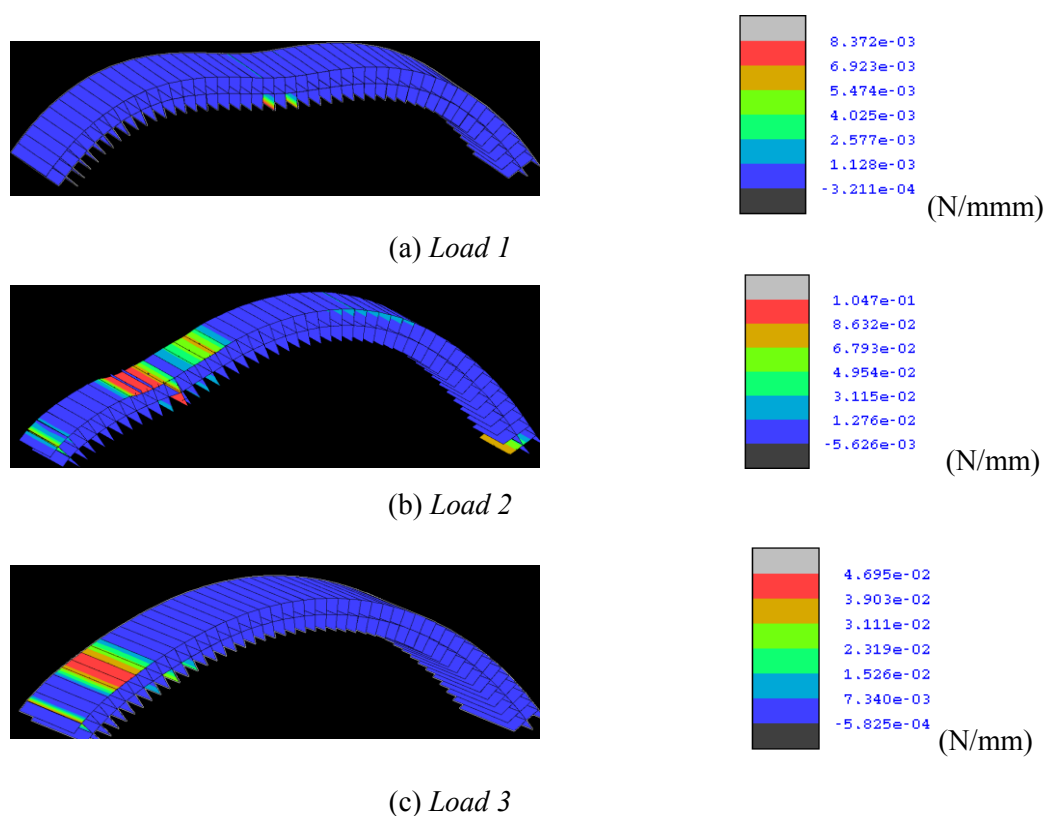 8.372e-03
6.923e-03
5.474e-03
4.025e-03
2.577e-03
1.128e-03
-3.211e-04
(N/mmm)
(a) Load 1
1.047e-01
8.632e-02
6.793e-02
4.954e-02
3.115e-02
1.276e-02
-5.626e-03
(N/mm)
(b) Load 2
4.695e-02
3.903e-02
3.111e-02
2.319e-02
1.526e-02
7.340e-03
-5.825e-04
(N/mm)
(c) Load 3